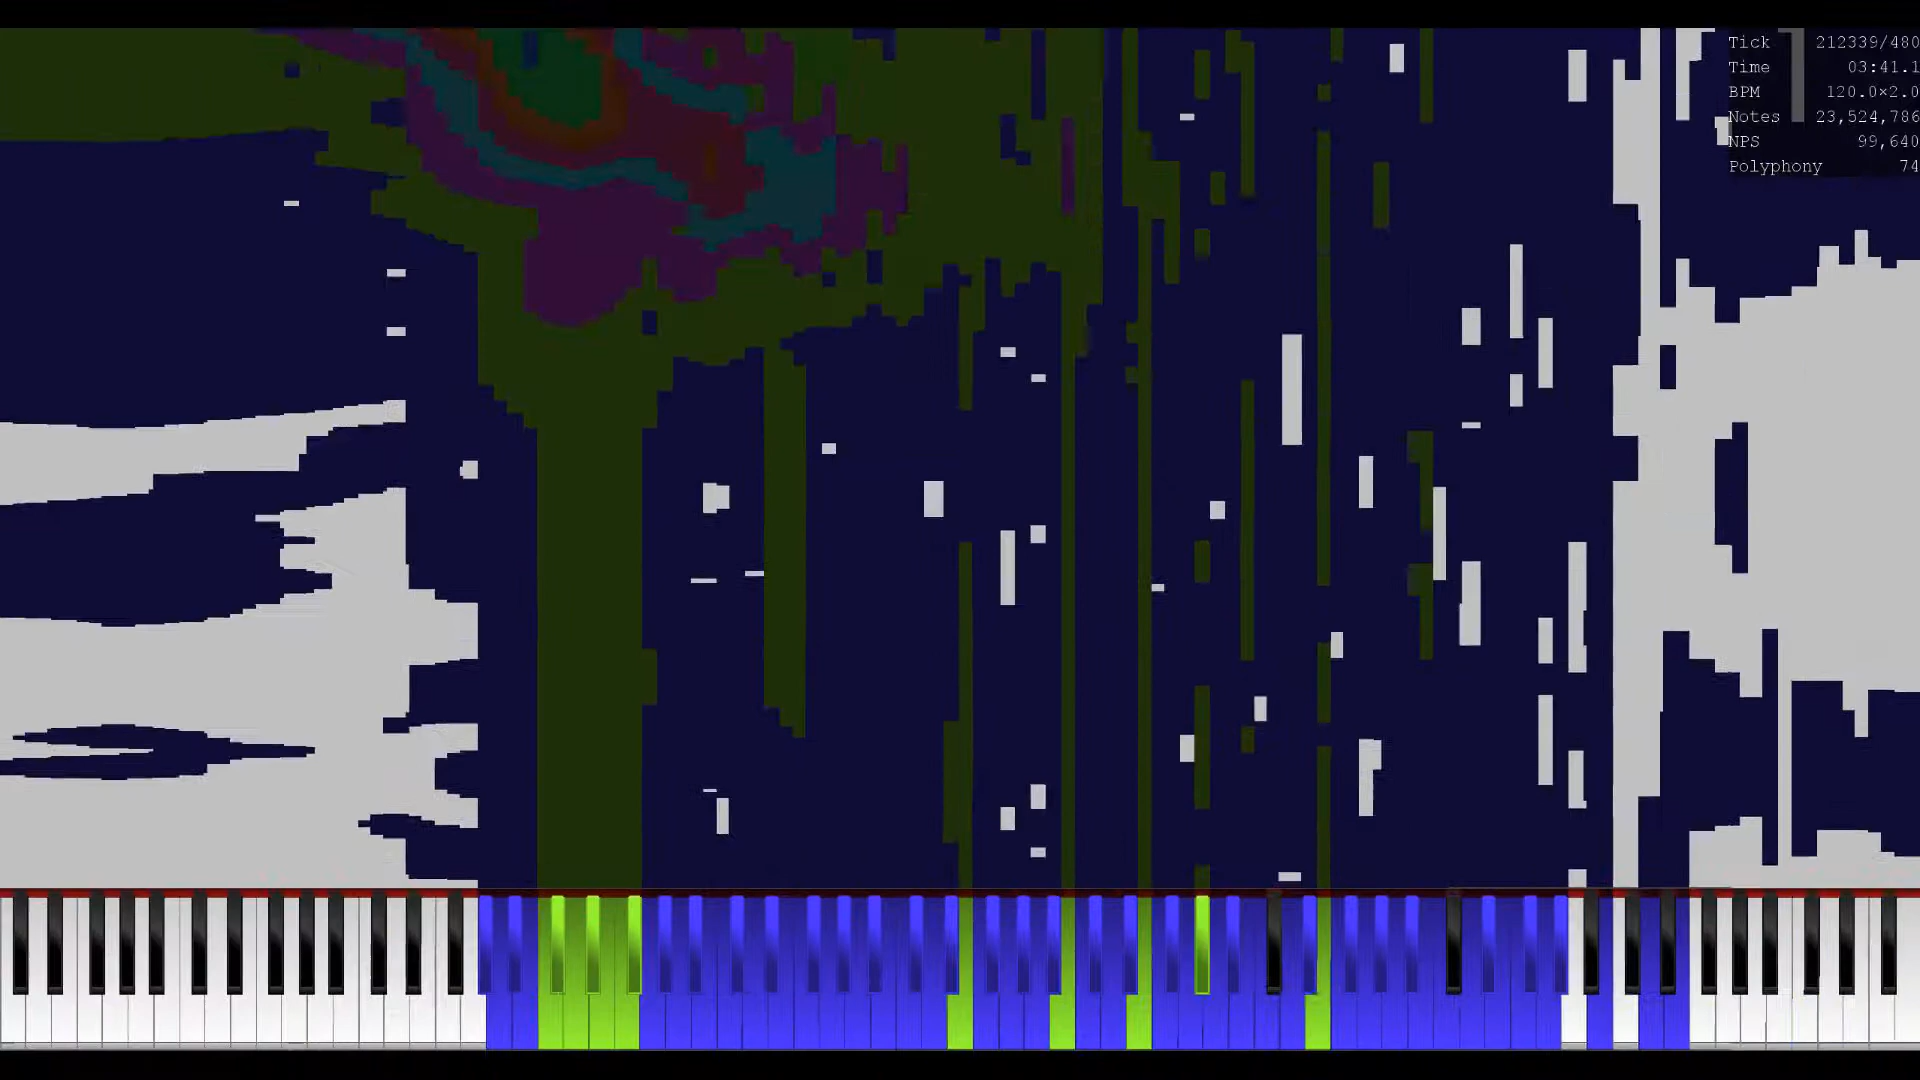 Tick 212339/480
Time 03:41.1
BPM 120.0×2.0
Notes 23,524,786
NPS 99,640
Polyphony 74